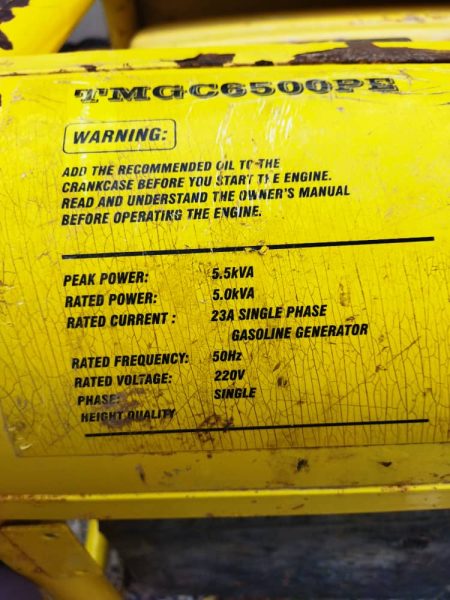 TMGC6500PE
WARNING:
ADD THE RECOMMENDED OIL TO THE
CRANKCASE BEFORE YOU START THE ENGINE.
READ AND UNDERSTAND THE OWNER'S MANUAL
BEFORE OPERATING THE ENGINE.
PEAK POWER: 5.5kVA
RATED POWER: 5.0kVA
RATED CURRENT : 23A SINGLE PHASE
GASOLINE GENERATOR
RATED FREQUENCY: 50Hz
RATED VOLTAGE: 220V
PHASE: SINGLE
HEIGHT QUALITY